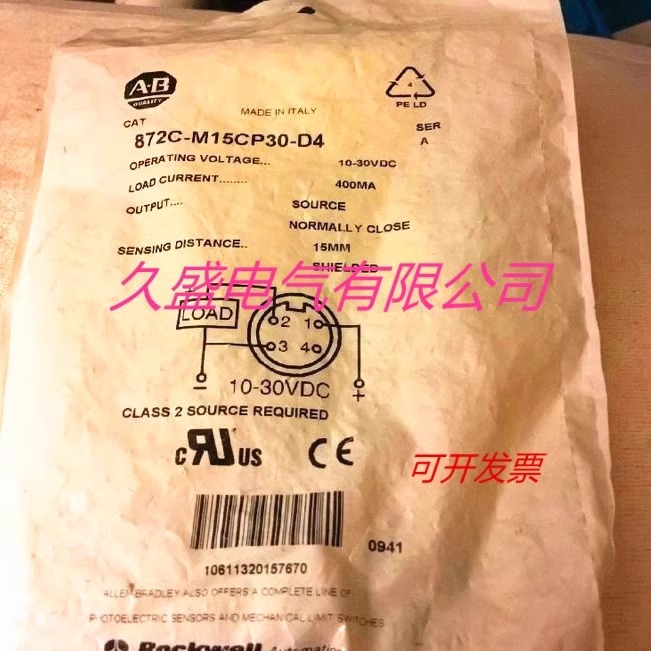 A-B
QUALITY
MADE IN ITALY
4
PE LD
CAT
872C-M15CP30-D4
SER
A
OPERATING VOLTAGE... 10-30VDC
LOAD CURRENT........ 400MA
OUTPUT.... SOURCE
NORMALLY CLOSE
SENSING DISTANCE.. 15MM
SHIELDED
久盛电气有限公司
LOAD
2 1
3 4
– 10-30VDC +
CLASS 2 SOURCE REQUIRED
c RU US CE
可开发票
0941
10611320157670
ALLEN-BRADLEY ALSO OFFERS A COMPLETE LINE OF
PHOTOELECTRIC SENSORS AND MECHANICAL LIMIT SWITCHES
Rockwell Automation